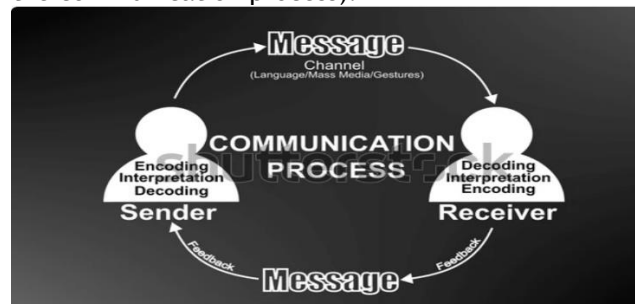 Message
Channel
(Language/Mass Media/Gestures)
COMMUNICATION
PROCESS
Encoding
Interpretation
Decoding
Sender
Decoding
Interpretation
Encoding
Receiver
Feedback
Message
Feedback
shutterstock